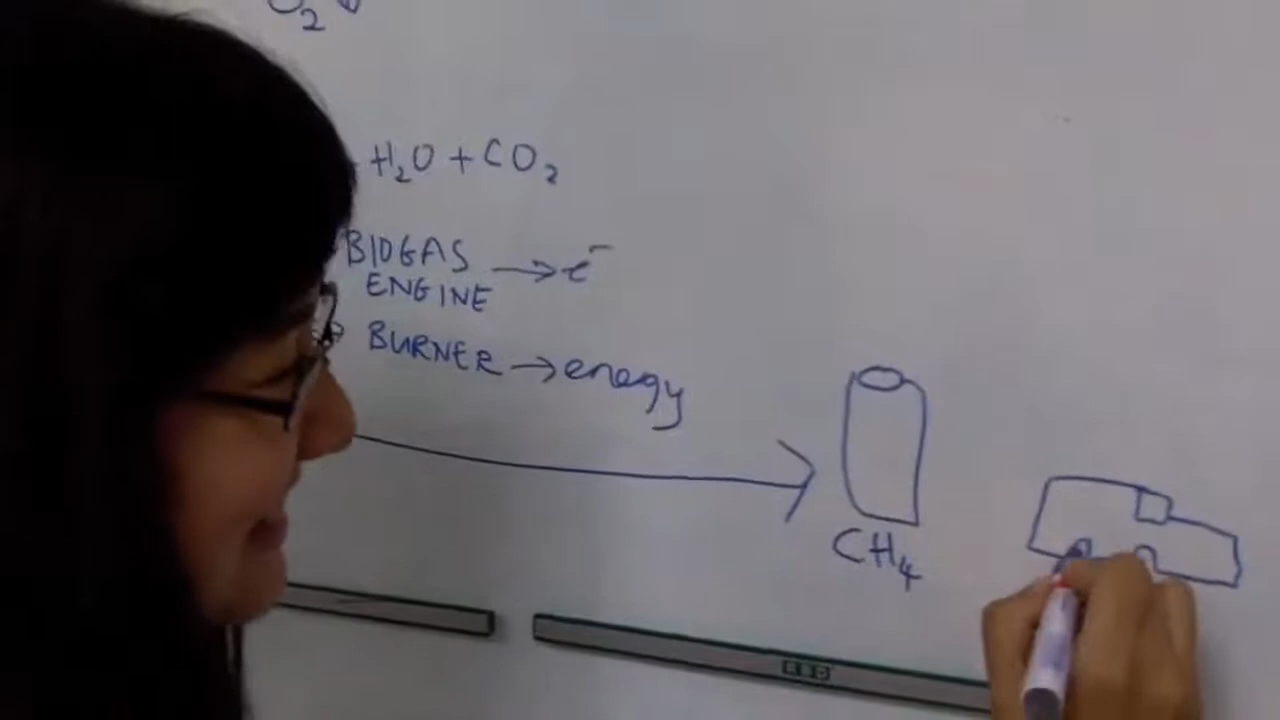 O₂
H₂O + CO₂
BIOGAS → e⁻
ENGINE
BURNER → enegy
CH₄